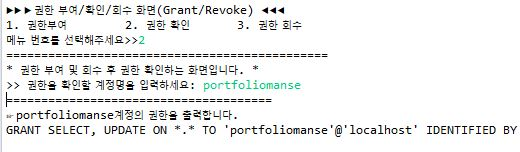 ▶▶▶권한 부여/확인/회수 화면(Grant/Revoke) ◀◀◀
1. 권한부여 2. 권한 확인 3. 권한 회수
메뉴 번호를 선택해주세요>>2
============================================
* 권한 부여 및 회수 후 권한 확인하는 화면입니다. *
>> 권한을 확인할 계정명을 입력하세요: portfoliomanse
====================================
☞portfoliomanse계정의 권한을 출력합니다.
GRANT SELECT, UPDATE ON *.* TO 'portfoliomanse'@'localhost' IDENTIFIED BY